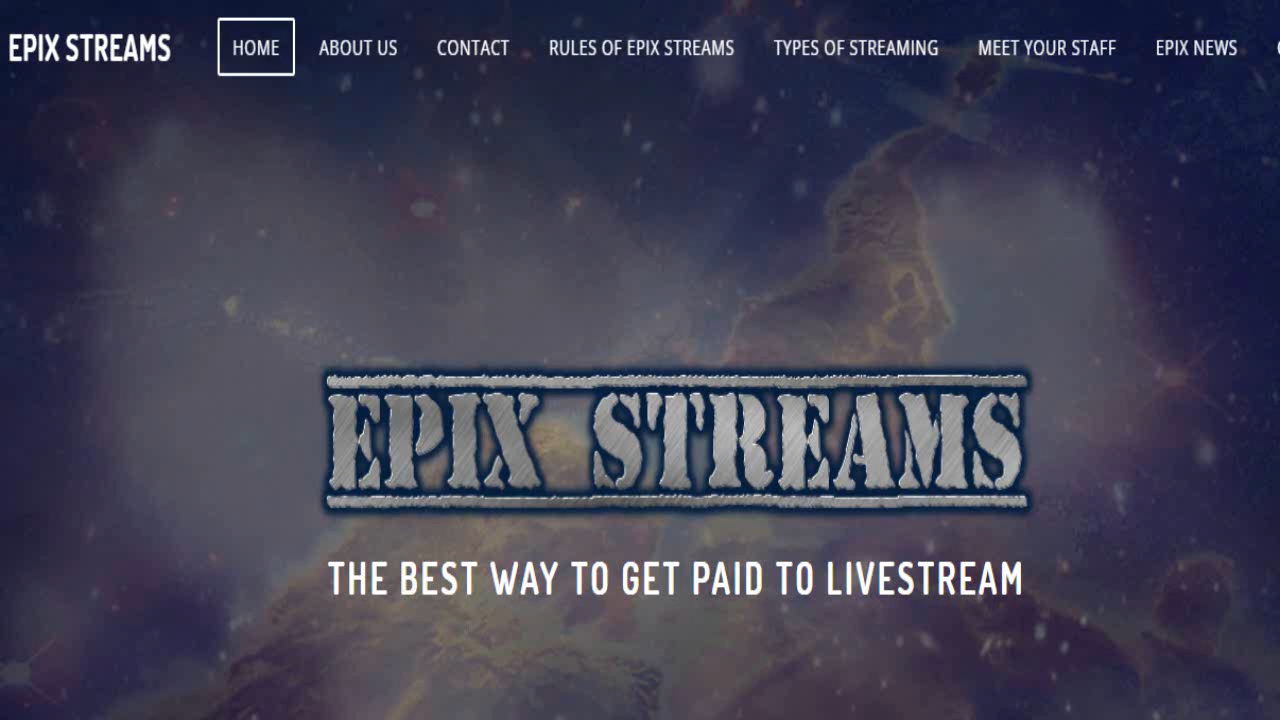 EPIX STREAMS HOME ABOUT US CONTACT RULES OF EPIX STREAMS TYPES OF STREAMING MEET YOUR STAFF EPIX NEWS
EPIX STREAMS
THE BEST WAY TO GET PAID TO LIVESTREAM